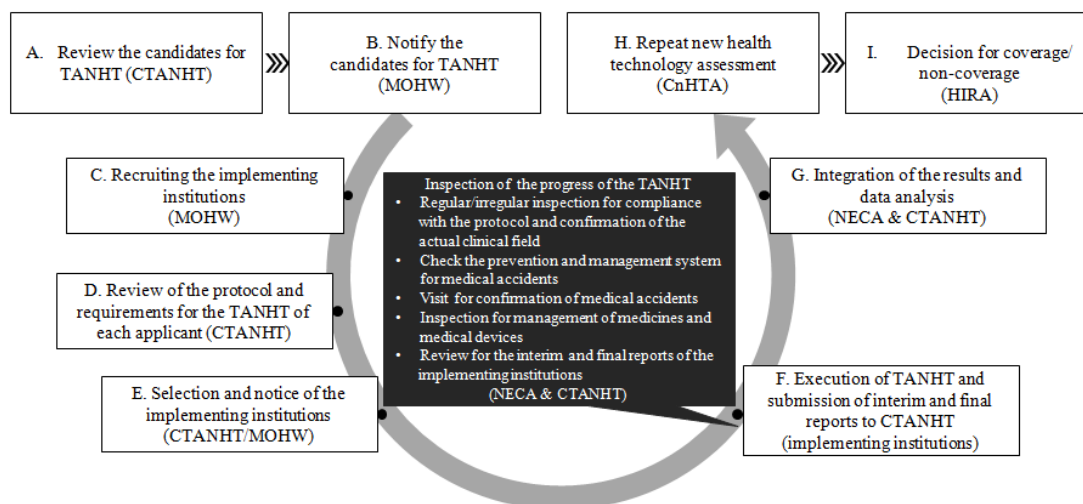 A. Review the candidates for
TANHT (CTANHT)
B. Notify the
candidates for TANHT
(MOHW)
H. Repeat new health
technology assessment
(CnHTA)
I. Decision for coverage/
non-coverage
(HIRA)
C. Recruiting the implementing
institutions
(MOHW)
D. Review of the protocol and
requirements for the TANHT of
each applicant (CTANHT)
E. Selection and notice of the
implementing institutions
(CTANHT/MOHW)
Inspection of the progress of the TANHT
• Regular/irregular inspection for compliance
with the protocol and confirmation of the
actual clinical field
• Check the prevention and management system
for medical accidents
• Visit for confirmation of medical accidents
• Inspection for management of medicines and
medical devices
• Review for the interim and final reports of the
implementing institutions
(NECA & CTANHT)
G. Integration of the results and
data analysis
(NECA & CTANHT)
F. Execution of TANHT and
submission of interim and final
reports to CTANHT
(implementing institutions)